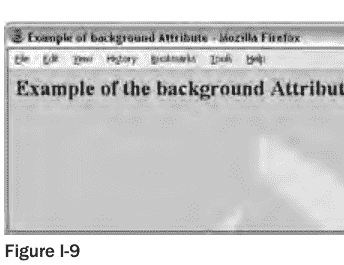 Example of background Attribute - Mozilla Firefox
File Edit View History Bookmarks Tools Help
Example of the background Attribut
Figure I-9